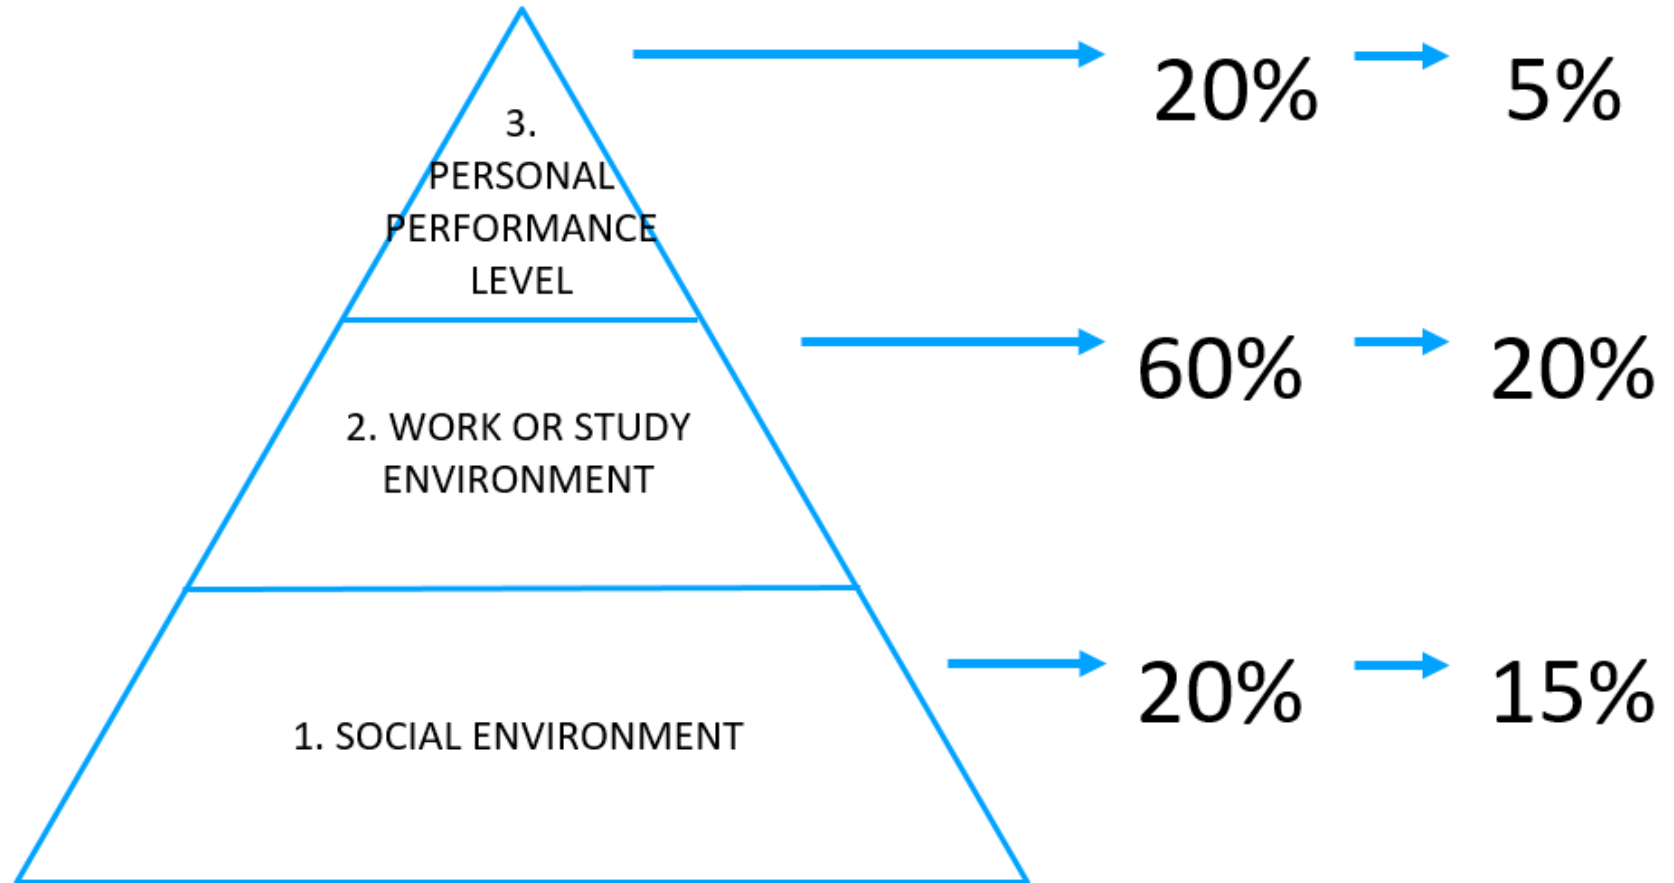 3.
PERSONAL
PERFORMANCE
LEVEL
20%
5%
2. WORK OR STUDY
ENVIRONMENT
60%
20%
1. SOCIAL ENVIRONMENT
20%
15%